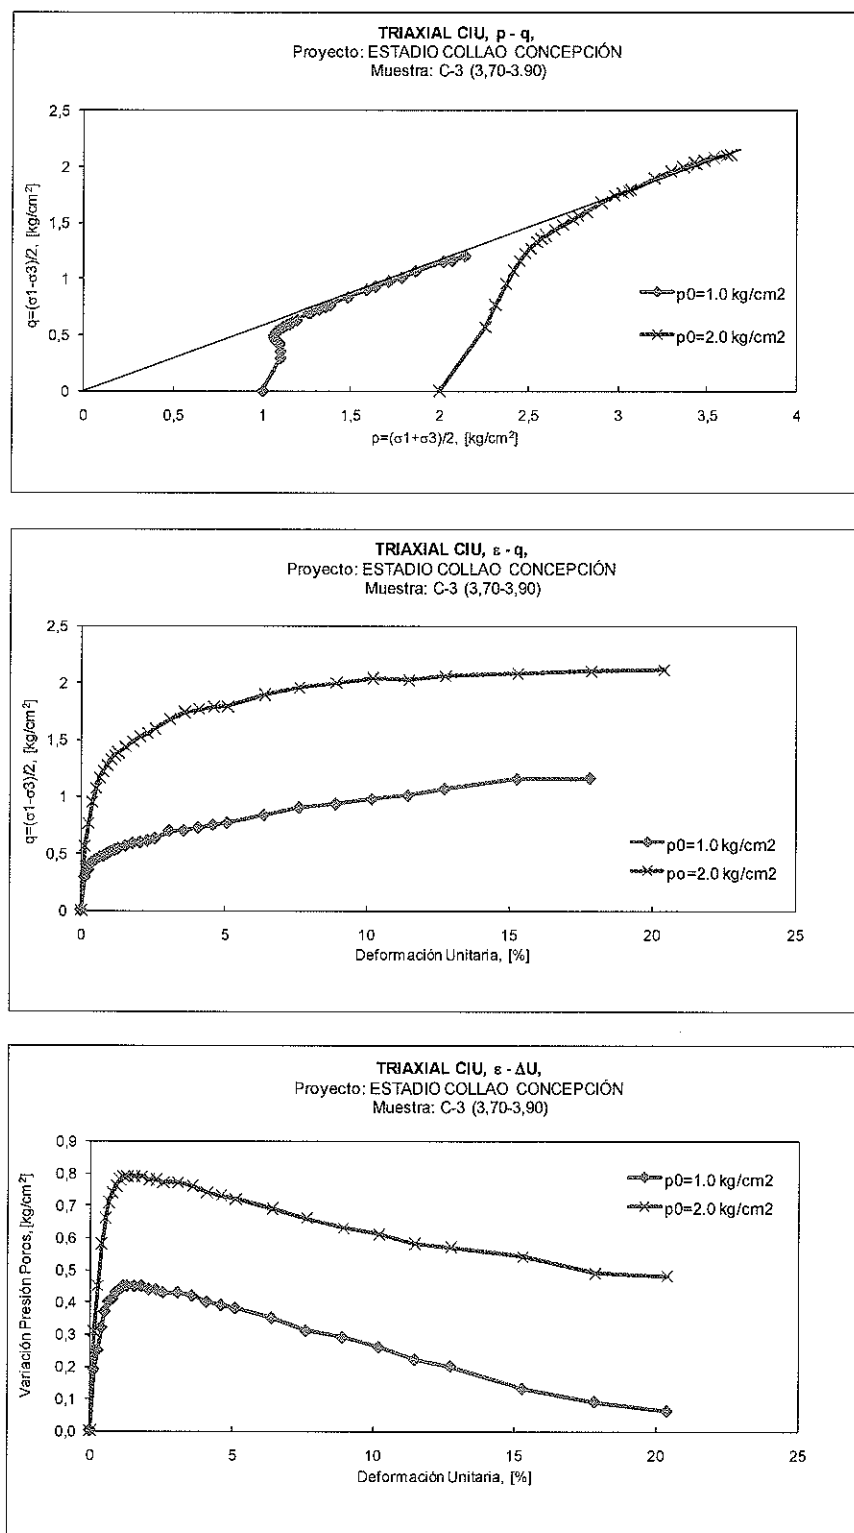 TRIAXIAL CIU, p - q,
Proyecto: ESTADIO COLLAO CONCEPCIÓN
Muestra: C-3 (3,70-3.90)
q=(σ1-σ3)/2, [kg/cm²]
2,5
2
1,5
1
0,5
0
p0=1.0 kg/cm2
p0=2.0 kg/cm2
0 0,5 1 1,5 2 2,5 3 3,5 4
p=(σ1+σ3)/2, [kg/cm²]
TRIAXIAL CIU, ε - q,
Proyecto: ESTADIO COLLAO CONCEPCIÓN
Muestra: C-3 (3,70-3,90)
q=(σ1-σ3)/2, [kg/cm²]
2,5
2
1,5
1
0,5
0
p0=1.0 kg/cm2
po=2.0 kg/cm2
0 5 10 15 20 25
Deformación Unitaria, [%]
TRIAXIAL CIU, ε - ΔU,
Proyecto: ESTADIO COLLAO CONCEPCIÓN
Muestra: C-3 (3,70-3,90)
Variación Presión Poros, [kg/cm²]
0,9
0,8
0,7
0,6
0,5
0,4
0,3
0,2
0,1
0,0
p0=1.0 kg/cm2
p0=2.0 kg/cm2
0 5 10 15 20 25
Deformación Unitaria, [%]